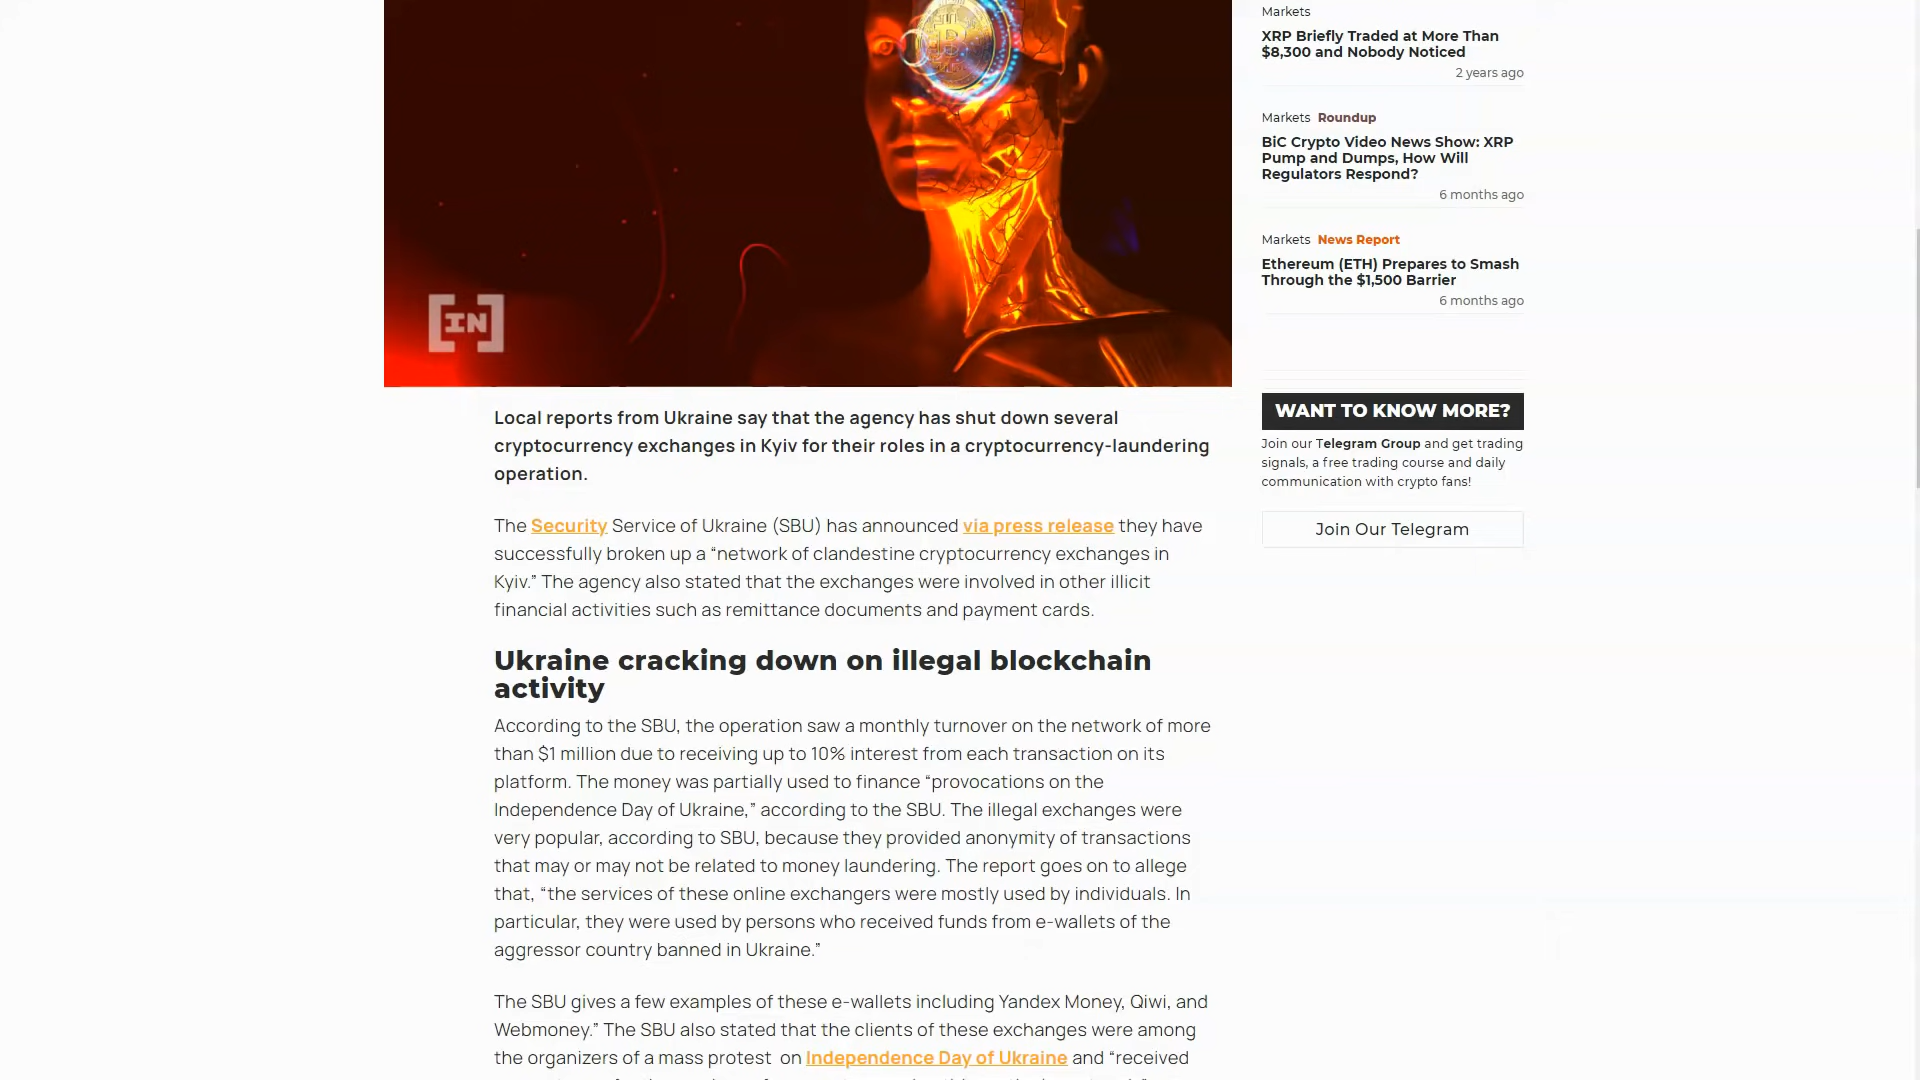 IN
Local reports from Ukraine say that the agency has shut down several
cryptocurrency exchanges in Kyiv for their roles in a cryptocurrency-laundering
operation.
The Security Service of Ukraine (SBU) has announced via press release they have
successfully broken up a “network of clandestine cryptocurrency exchanges in
Kyiv.” The agency also stated that the exchanges were involved in other illicit
financial activities such as remittance documents and payment cards.
Ukraine cracking down on illegal blockchain
activity
According to the SBU, the operation saw a monthly turnover on the network of more
than $1 million due to receiving up to 10% interest from each transaction on its
platform. The money was partially used to finance “provocations on the
Independence Day of Ukraine,” according to the SBU. The illegal exchanges were
very popular, according to SBU, because they provided anonymity of transactions
that may or may not be related to money laundering. The report goes on to allege
that, “the services of these online exchangers were mostly used by individuals. In
particular, they were used by persons who received funds from e-wallets of the
aggressor country banned in Ukraine.”
The SBU gives a few examples of these e-wallets including Yandex Money, Qiwi, and
Webmoney.” The SBU also stated that the clients of these exchanges were among
the organizers of a mass protest on Independence Day of Ukraine and “received
Markets
XRP Briefly Traded at More Than
$8,300 and Nobody Noticed
2 years ago
Markets Roundup
BiC Crypto Video News Show: XRP
Pump and Dumps, How Will
Regulators Respond?
6 months ago
Markets News Report
Ethereum (ETH) Prepares to Smash
Through the $1,500 Barrier
6 months ago
WANT TO KNOW MORE?
Join our Telegram Group and get trading
signals, a free trading course and daily
communication with crypto fans!
Join Our Telegram